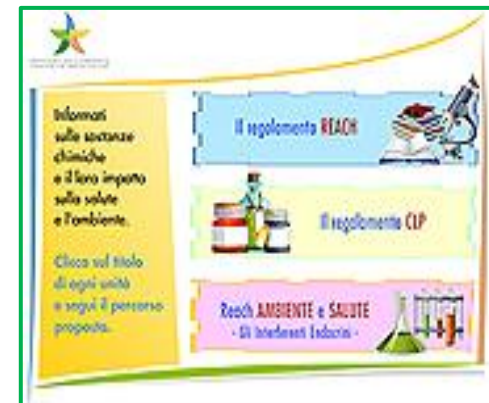 Informati
sulle sostanze
chimiche
e il loro impatto
sulla salute
e l'ambiente.
Clicca sul titolo
di ogni unità
e segui il percorso
proposto.
Il regolamento REACH
Il regolamento CLP
Reach AMBIENTE e SALUTE
- Gli Interferenti Endocrini -